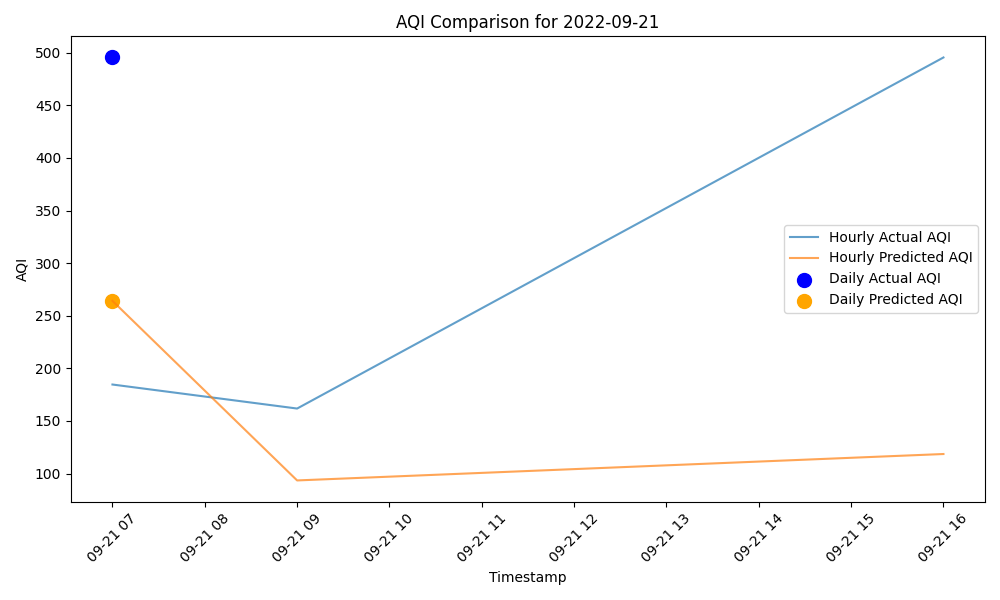 AQI Comparison for 2022-09-21
AQI
500
450
400
350
300
250
200
150
100
Hourly Actual AQI
Hourly Predicted AQI
Daily Actual AQI
Daily Predicted AQI
09-21 07
09-21 08
09-21 09
09-21 10
09-21 11
09-21 12
09-21 13
09-21 14
09-21 15
09-21 16
Timestamp